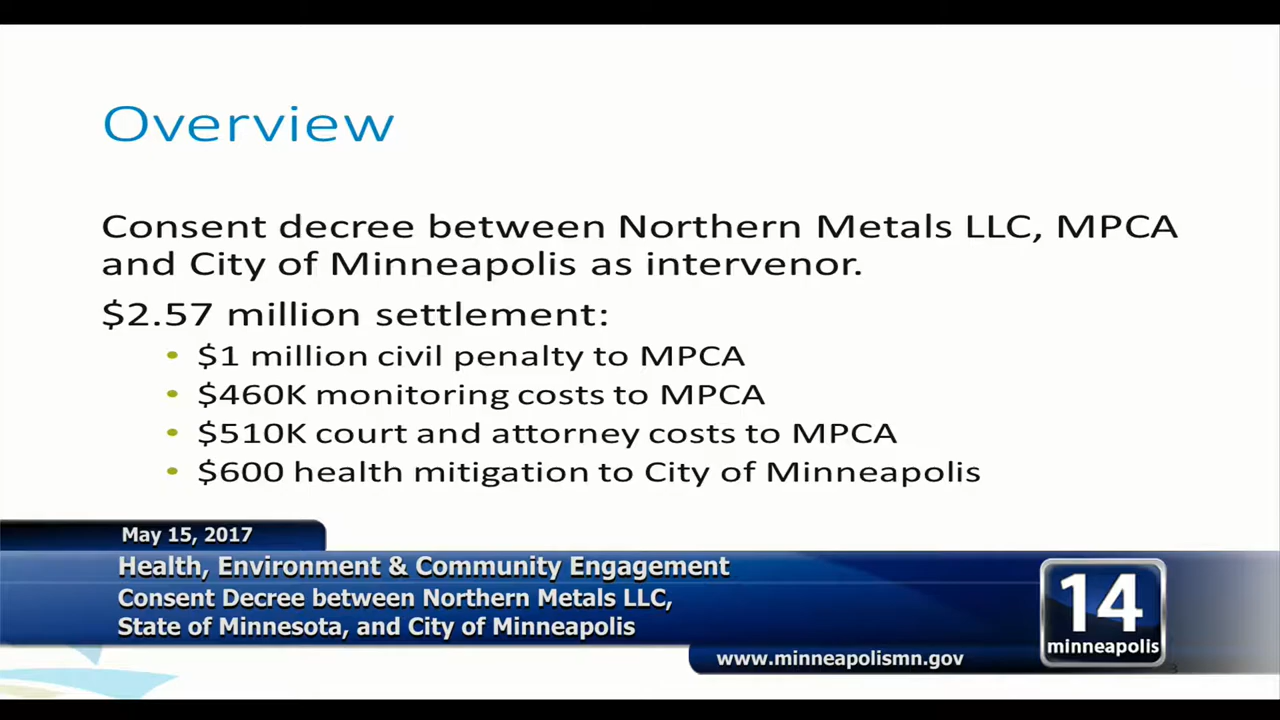 Overview
Consent decree between Northern Metals LLC, MPCA
and City of Minneapolis as intervenor.
$2.57 million settlement:
• $1 million civil penalty to MPCA
• $460K monitoring costs to MPCA
• $510K court and attorney costs to MPCA
• $600 health mitigation to City of Minneapolis
May 15, 2017
Health, Environment & Community Engagement
Consent Decree between Northern Metals LLC,
State of Minnesota, and City of Minneapolis
14
minneapolis
www.minneapolismn.gov
3